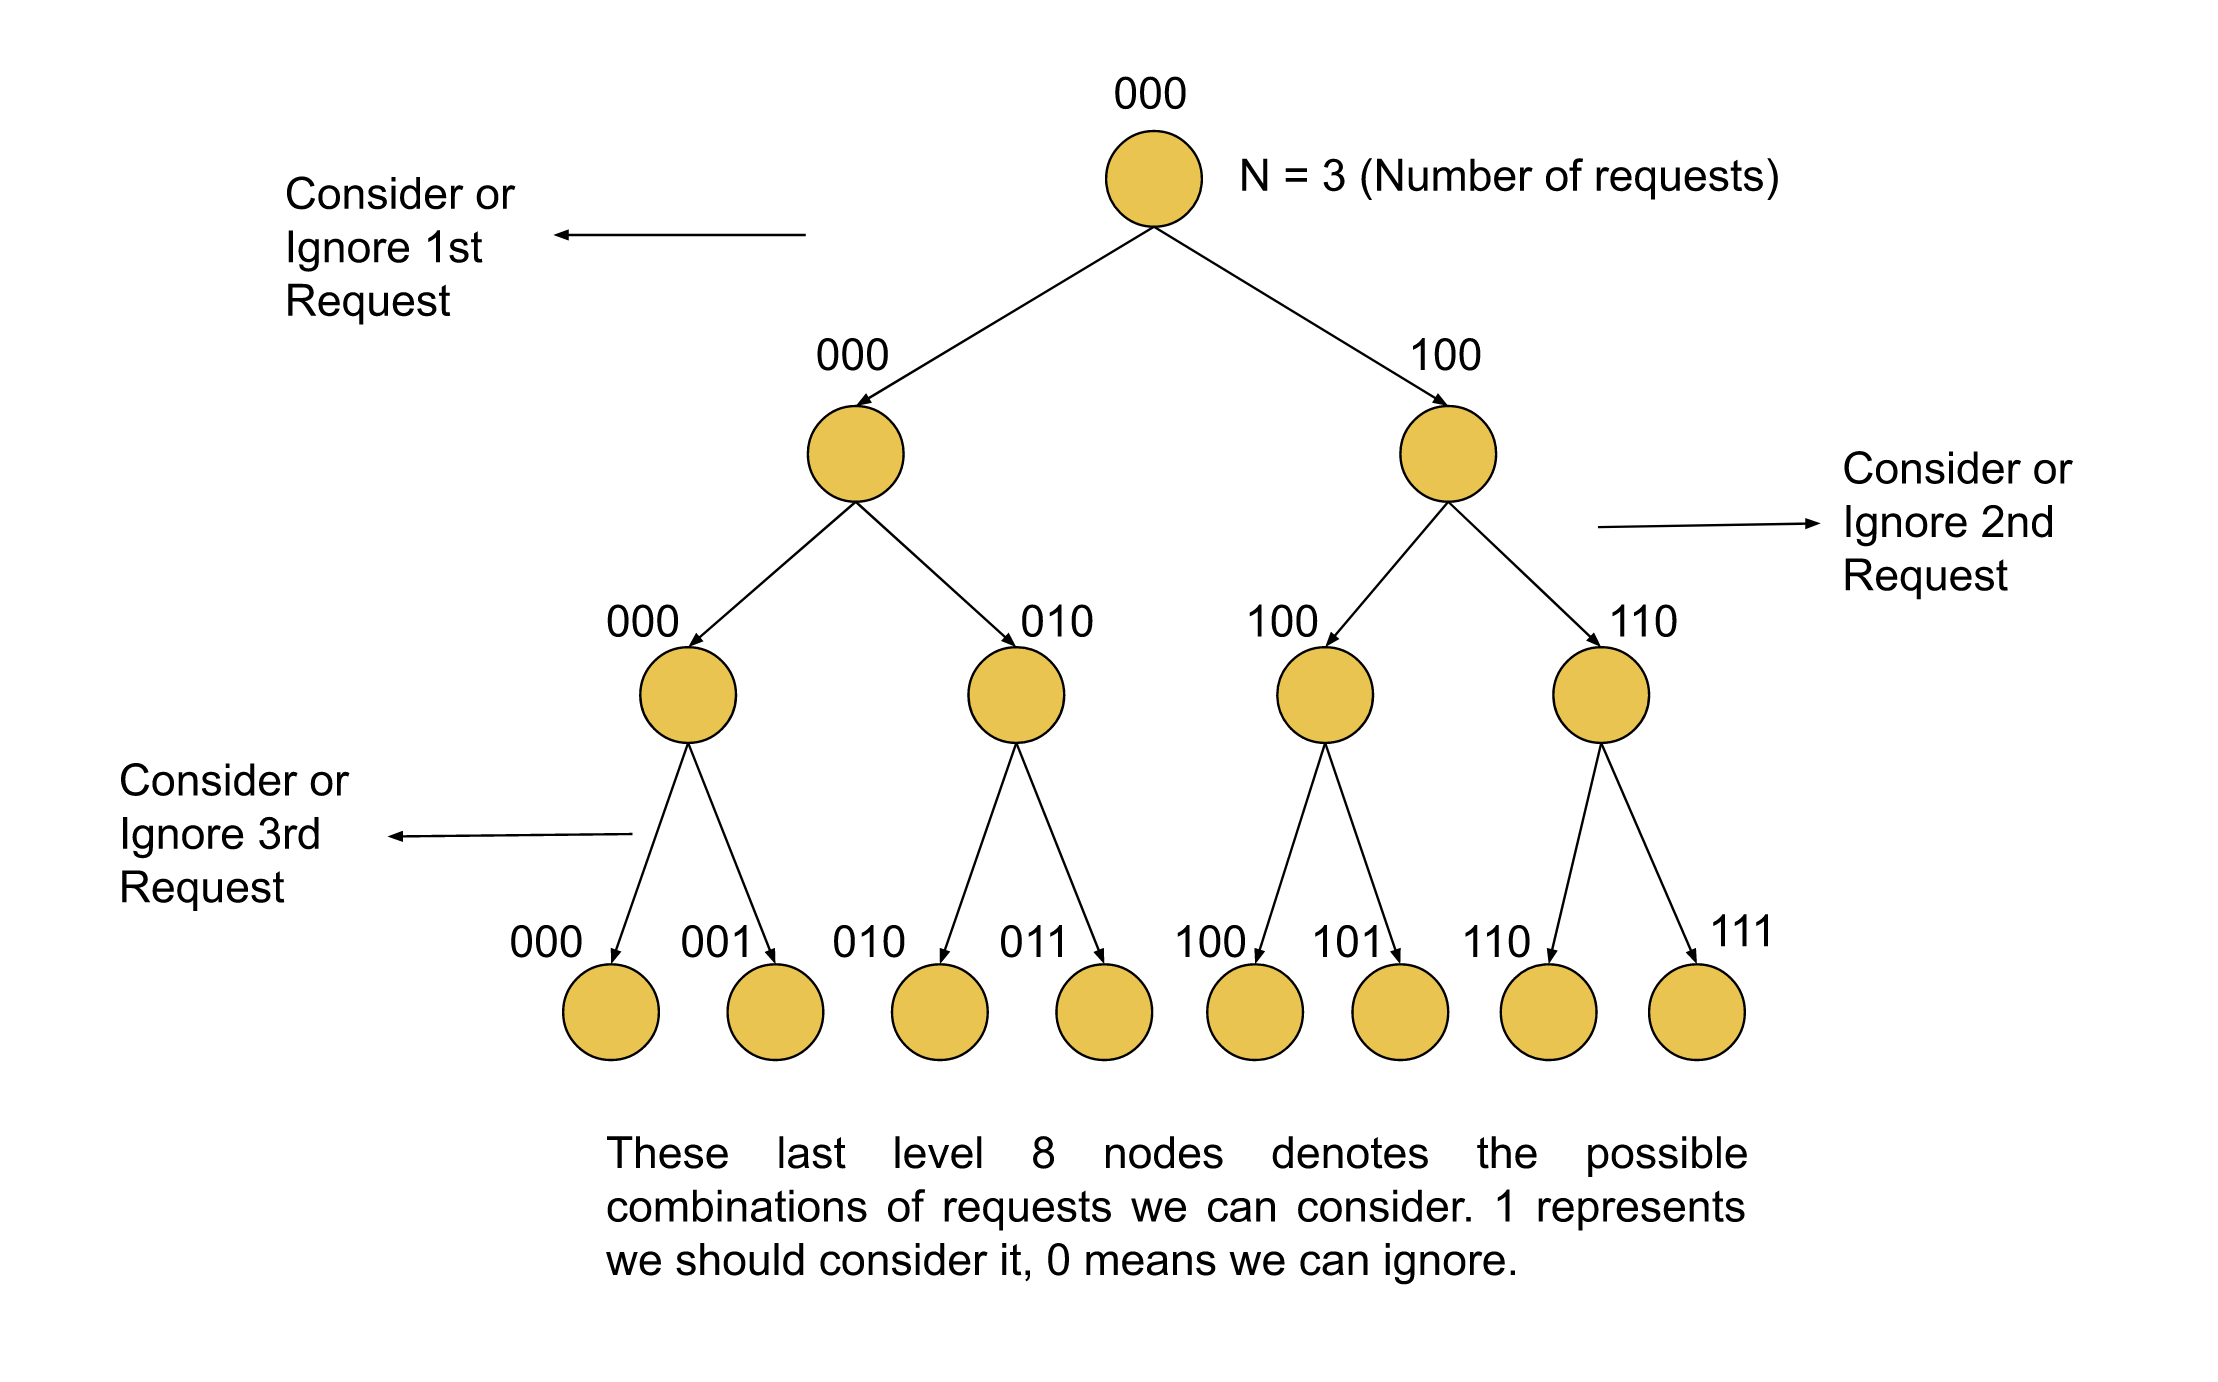 000
N = 3 (Number of requests)
Consider or
Ignore 1st
Request
000
100
Consider or
Ignore 2nd
Request
000
010
100
110
Consider or
Ignore 3rd
Request
000
001
010
011
100
101
110
111
These last level 8 nodes denotes the possible
combinations of requests we can consider. 1 represents
we should consider it, 0 means we can ignore.